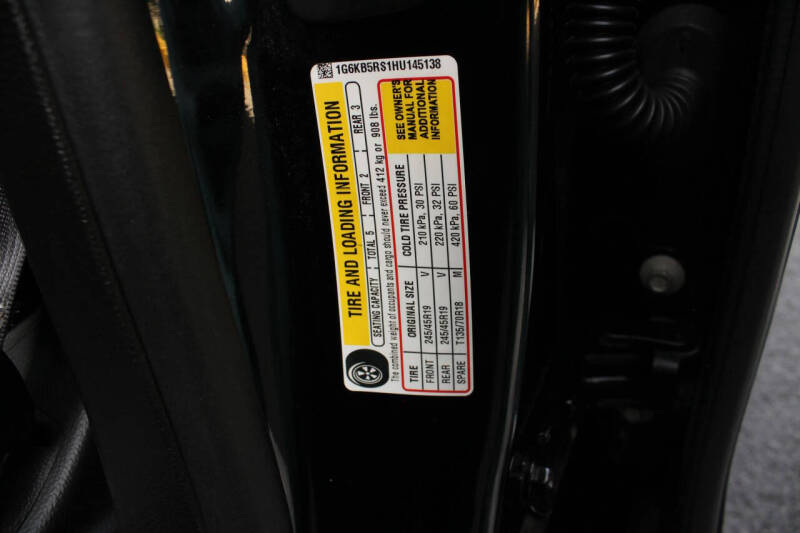 1G6KB5RS1HU145138
TIRE AND LOADING INFORMATION
SEATING CAPACITY TOTAL 5 FRONT 2 REAR 3
The combined weight of occupants and cargo should never exceed 412 kg or 908 lbs.
TIRE ORIGINAL SIZE COLD TIRE PRESSURE
FRONT 245/45R19 V 210 kPa, 30 PSI
REAR 245/45R19 V 220 kPa, 32 PSI
SPARE T135/70R18 M 420 kPa, 60 PSI
SEE OWNER'S
MANUAL FOR
ADDITIONAL
INFORMATION